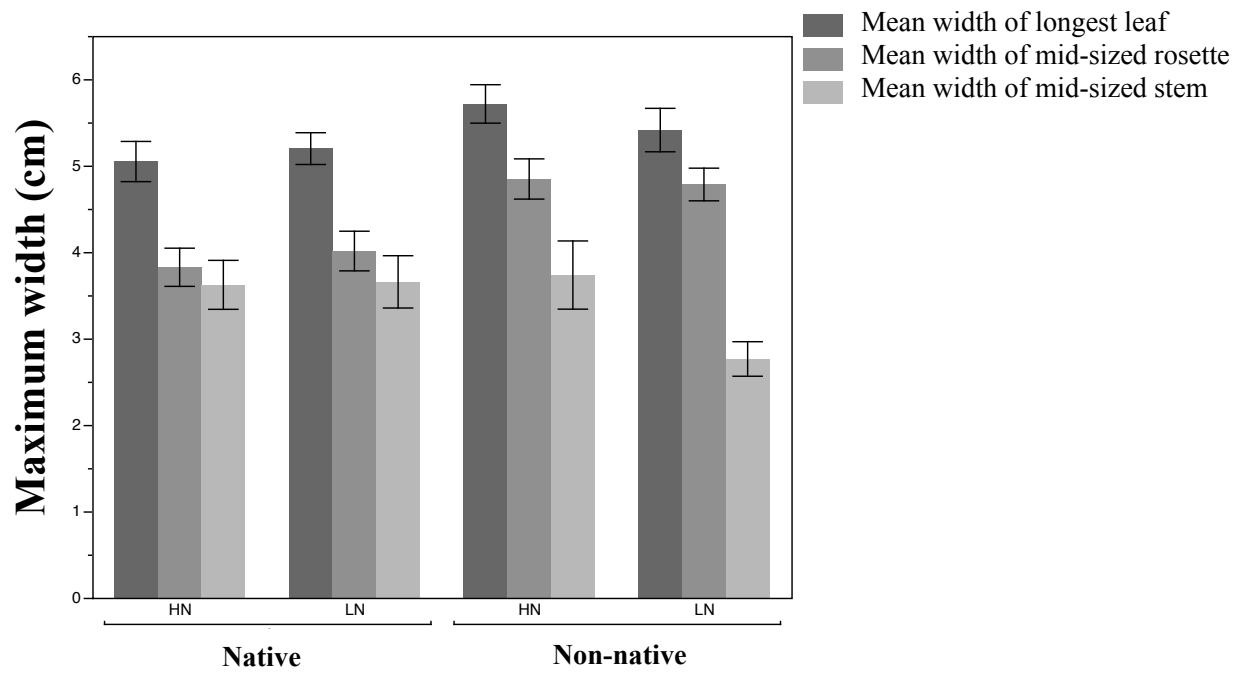 Mean width of longest leaf
Mean width of mid-sized rosette
Mean width of mid-sized stem
Maximum width (cm)
6
5
4
3
2
1
0
HN LN HN LN
Native Non-native